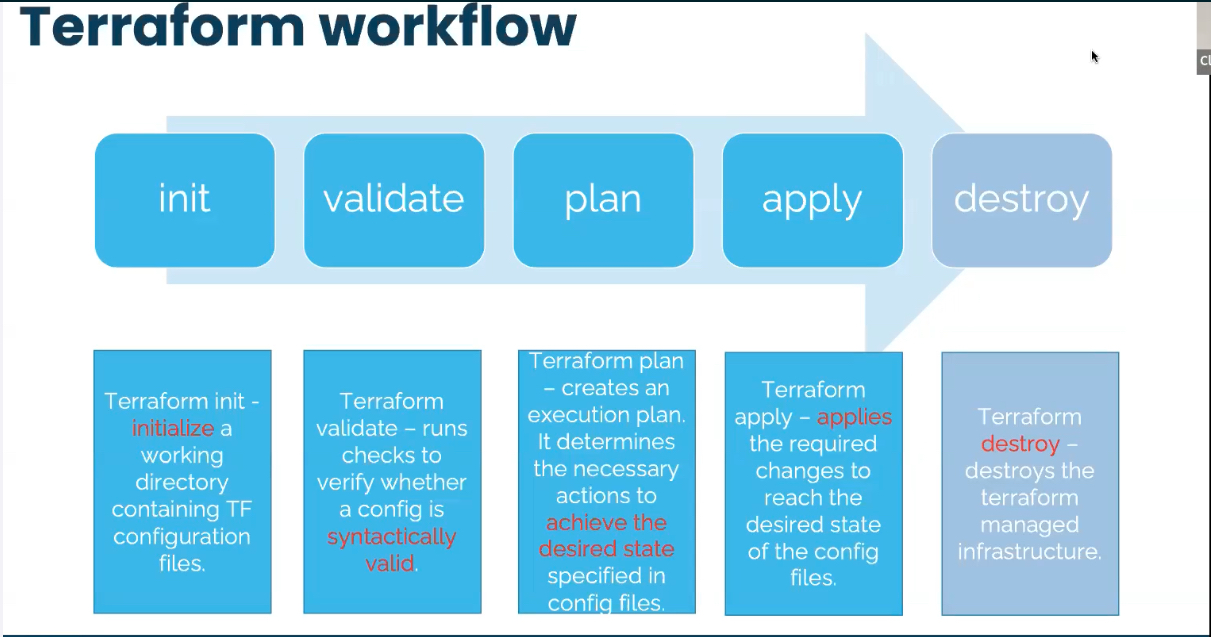 Terraform workflow
Cl
init
validate
plan
apply
destroy
Terraform init -
initialize a
working
directory
containing TF
configuration
files.
Terraform
validate – runs
checks to
verify whether
a config is
syntactically
valid.
Terraform plan
– creates an
execution plan.
It determines
the necessary
actions to
achieve the
desired state
specified in
config files.
Terraform
apply – applies
the required
changes to
reach the
desired state
of the config
files.
Terraform
destroy –
destroys the
terraform
managed
infrastructure.